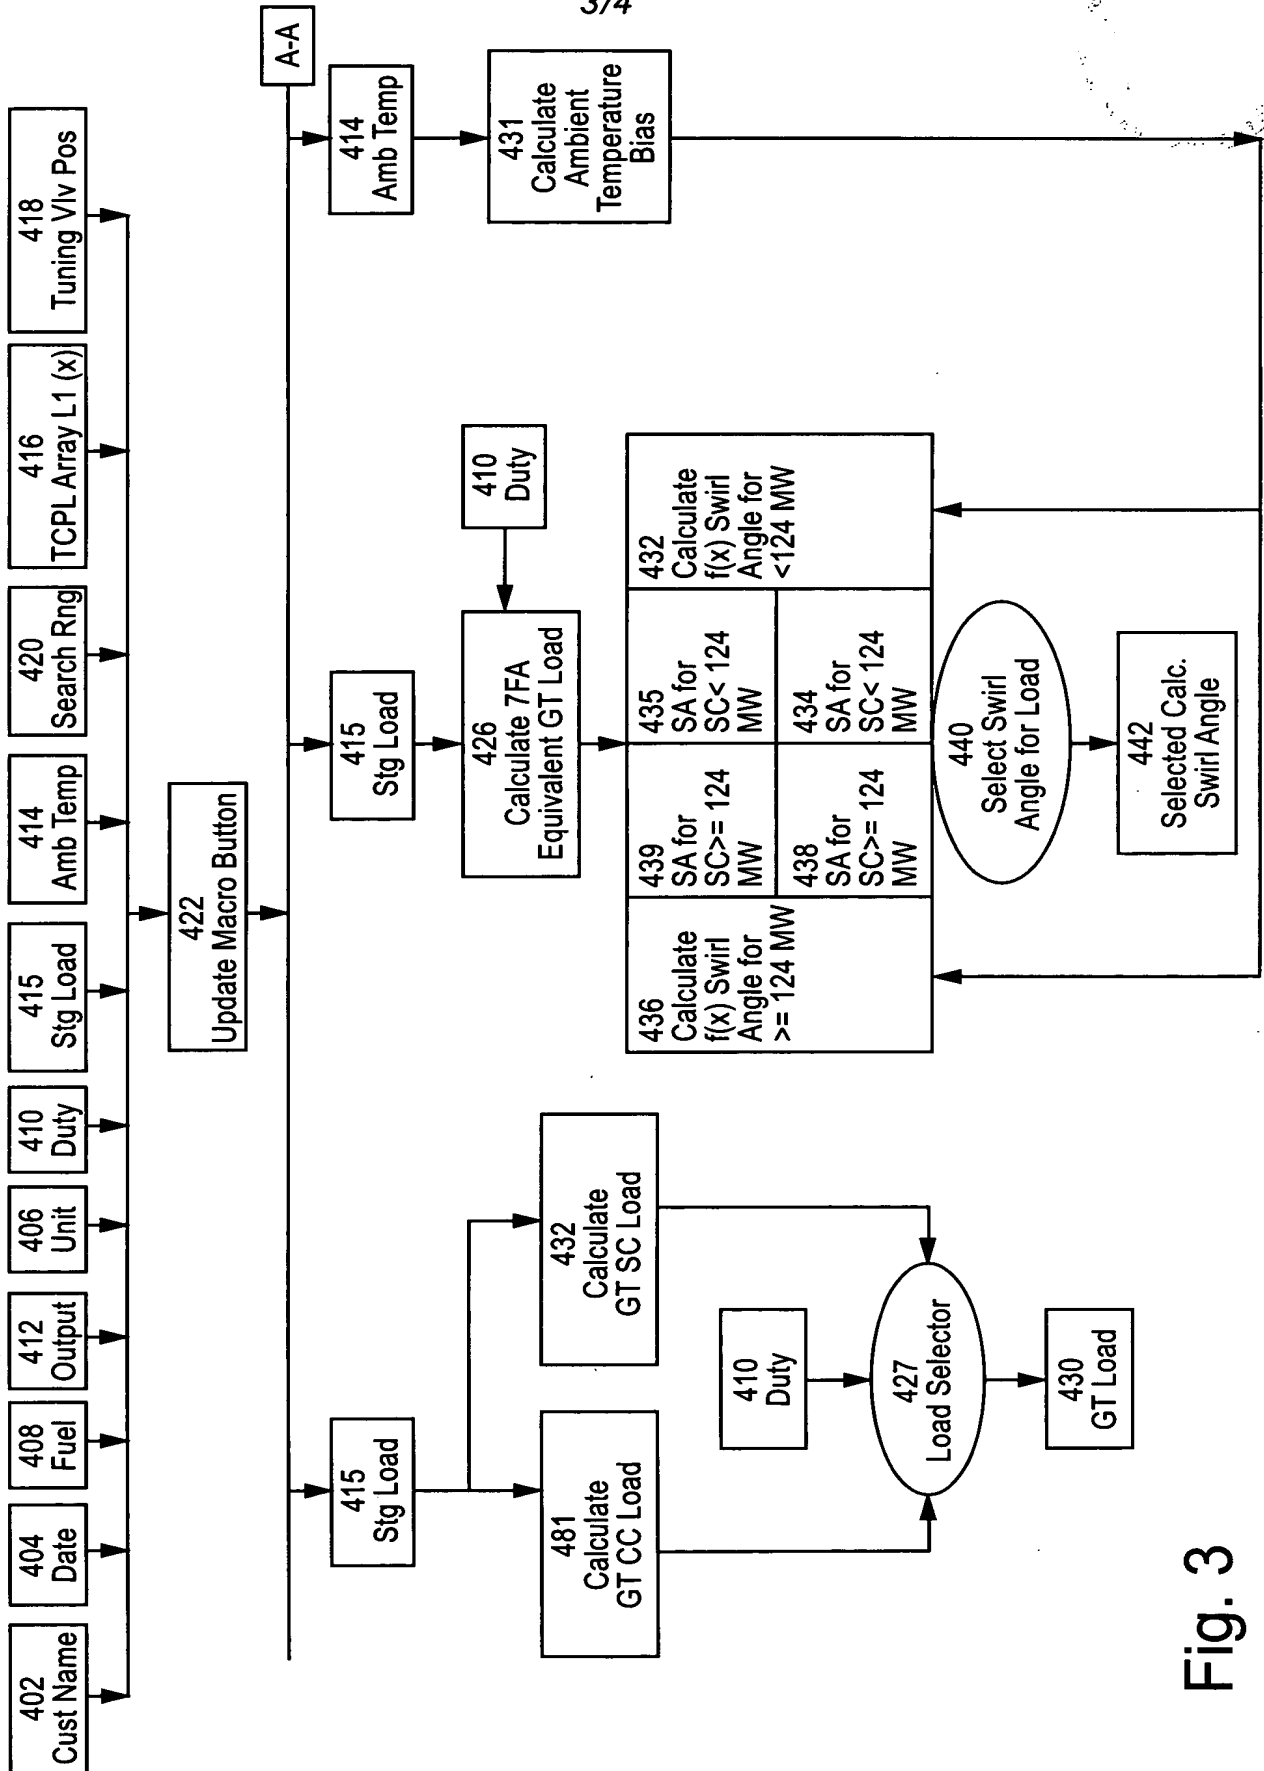 3/4
402
Cust Name
404
Date
408
Fuel
412
Output
406
Unit
410
Duty
415
Stg Load
414
Amb Temp
420
Search Rng
416
TCPL Array L1 (x)
418
Tuning Vlv Pos
422
Update Macro Button
A-A
415
Stg Load
481
Calculate
GT CC Load
432
Calculate
GT SC Load
410
Duty
427
Load Selector
430
GT Load
415
Stg Load
410
Duty
426
Calculate 7FA
Equivalent GT Load
436
Calculate
f(x) Swirl
Angle for
>= 124 MW
439
SA for
SC>= 124
MW
438
SA for
SC>= 124
MW
435
SA for
SC< 124
MW
434
SA for
SC< 124
MW
432
Calculate
f(x) Swirl
Angle for
<124 MW
440
Select Swirl
Angle for Load
442
Selected Calc.
Swirl Angle
414
Amb Temp
431
Calculate
Ambient
Temperature
Bias
Fig. 3